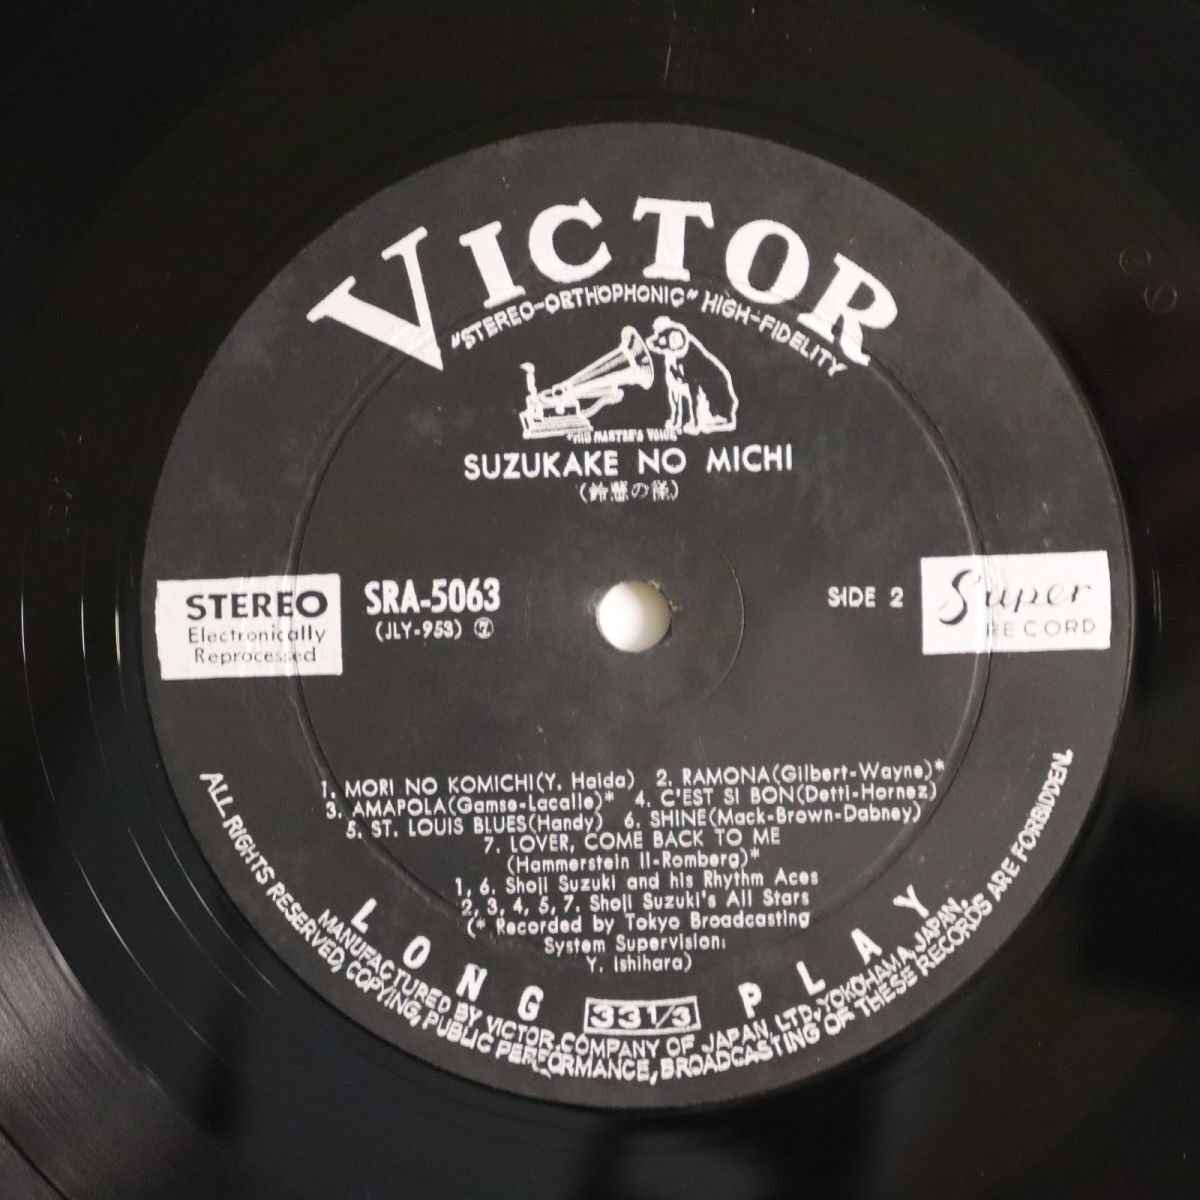 VICTOR
"STEREO-ORTHOPHONIC" HIGH-FIDELITY
"HIS MASTER'S VOICE"
SUZUKAKE NO MICHI
(鈴懸の径)
STEREO
Electronically
Reprocessed
SRA-5063
(JLY-953)
SIDE 2
Super
RECORD
1. MORI NO KOMICHI(Y. Haida) 2. RAMONA(Gilbert-Wayne)*
3. AMAPOLA(Gamse-Lacalle)* 4. C'EST SI BON(Detti-Hornez)
5. ST. LOUIS BLUES(Handy) 6. SHINE(Mack-Brown-Dabney)
7. LOVER, COME BACK TO ME
(Hammerstein II-Romberg)*
1, 6. Shoji Suzuki and his Rhythm Aces
2, 3, 4, 5, 7. Shoji Suzuki's All Stars
(* Recorded by Tokyo Broadcasting
System Supervision:
Y. Ishihara)
LONG 33 1/3 PLAY
MANUFACTURED BY VICTOR COMPANY OF JAPAN, LTD., YOKOHAMA, JAPAN.
ALL RIGHTS RESERVED, COPYING, PUBLIC PERFORMANCE, BROADCASTING OF THESE RECORDS ARE FORBIDDEN.